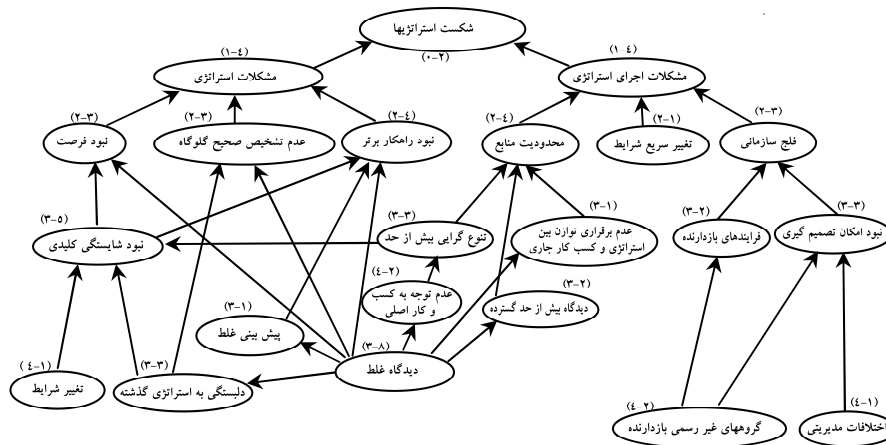 شکست استراتژیها
(۰-۲)
(۱-٤)
مشکلات اجرای استراتژی
(۱-٤)
مشکلات استراتژی
(۲-۳)
فلج سازمانی
(۲-۱)
تغییر سریع شرایط
(۲-٤)
محدودیت منابع
(۲-٤)
نبود راهکار برتر
(۲-۳)
عدم تشخیص صحیح گلوگاه
(۲-۳)
نبود فرصت
(۳-۳)
نبود امکان تصمیم گیری
(۳-۲)
فرایندهای بازدارنده
(۳-۱)
عدم برقراری توازن بین
استراتژی و کسب کار جاری
(۳-۳)
تنوع گرایی بیش از حد
(۳-٥)
نبود شایستگی کلیدی
(۳-۲)
دیدگاه بیش از حد گسترده
(٤-۲)
عدم توجه به کسب
و کار اصلی
(۳-۱)
پیش بینی غلط
(۳-۸)
دیدگاه غلط
(۳-۳)
دلبستگی به استراتژی گذشته
(٤-۱)
تغییر شرایط
(٤-۱)
اختلافات مدیریتی
(٤-۲)
گروههای غیر رسمی بازدارنده